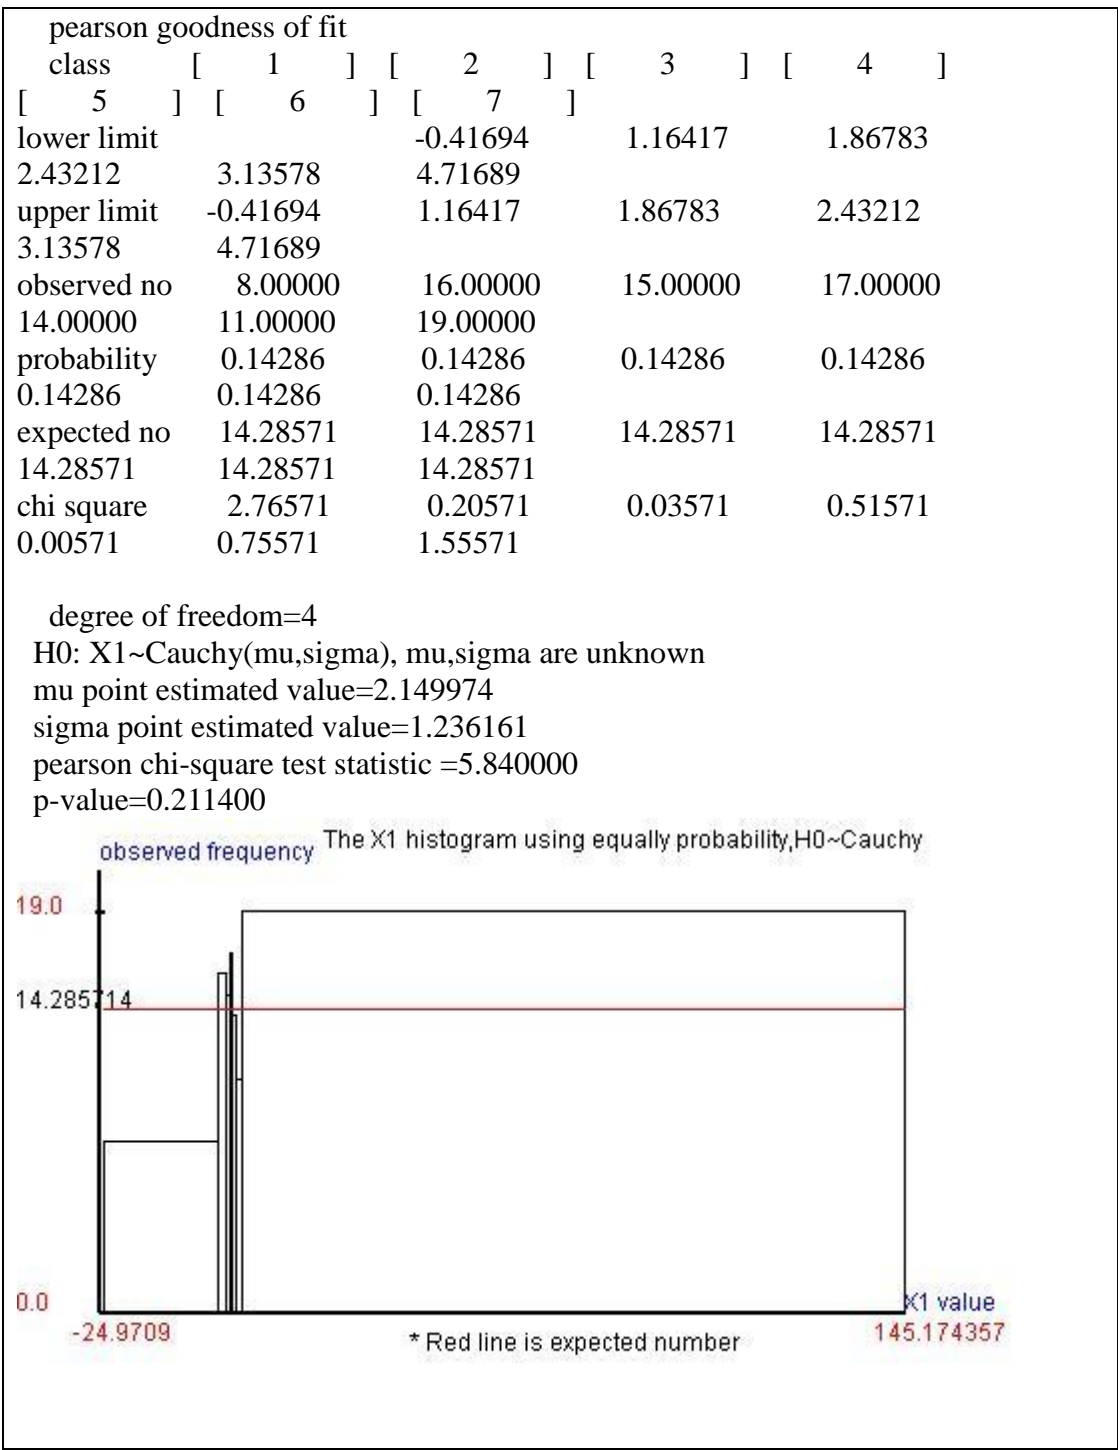 pearson goodness of fit
class [ 1 ] [ 2 ] [ 3 ] [ 4 ]
[ 5 ] [ 6 ] [ 7 ]
lower limit -0.41694 1.16417 1.86783
2.43212 3.13578 4.71689
upper limit -0.41694 1.16417 1.86783 2.43212
3.13578 4.71689
observed no 8.00000 16.00000 15.00000 17.00000
14.00000 11.00000 19.00000
probability 0.14286 0.14286 0.14286 0.14286
0.14286 0.14286 0.14286
expected no 14.28571 14.28571 14.28571 14.28571
14.28571 14.28571 14.28571
chi square 2.76571 0.20571 0.03571 0.51571
0.00571 0.75571 1.55571
degree of freedom=4
H0: X1~Cauchy(mu,sigma), mu,sigma are unknown
mu point estimated value=2.149974
sigma point estimated value=1.236161
pearson chi-square test statistic =5.840000
p-value=0.211400
The X1 histogram using equally probability,H0~Cauchy
observed frequency
19.0
14.285714
0.0
X1 value
-24.9709
145.174357
* Red line is expected number